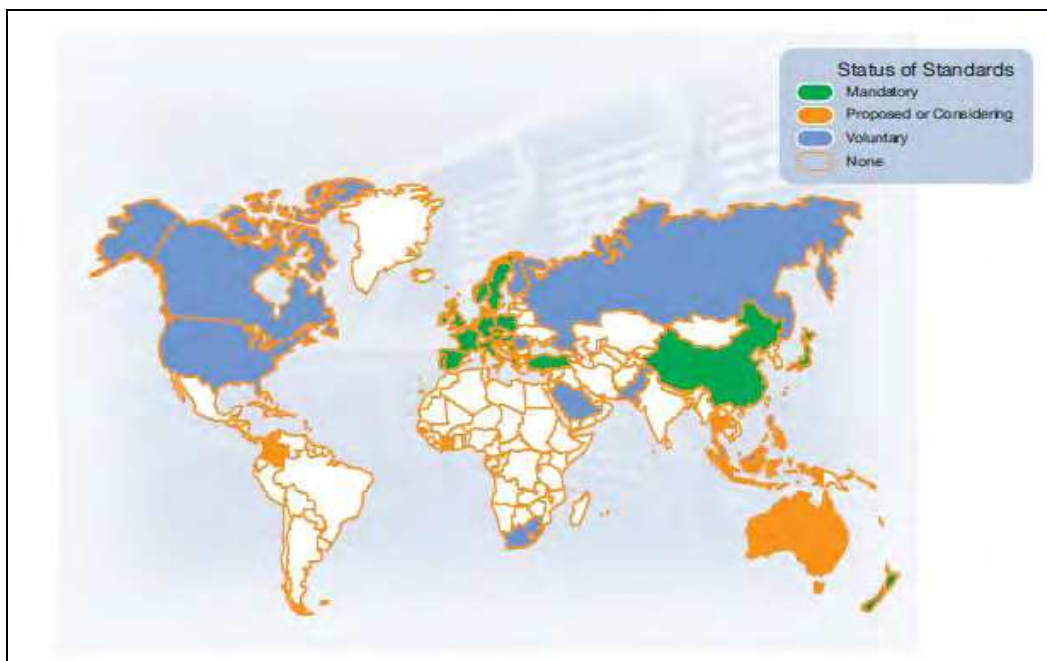 Status of Standards
Mandatory
Proposed or Considering
Voluntary
None